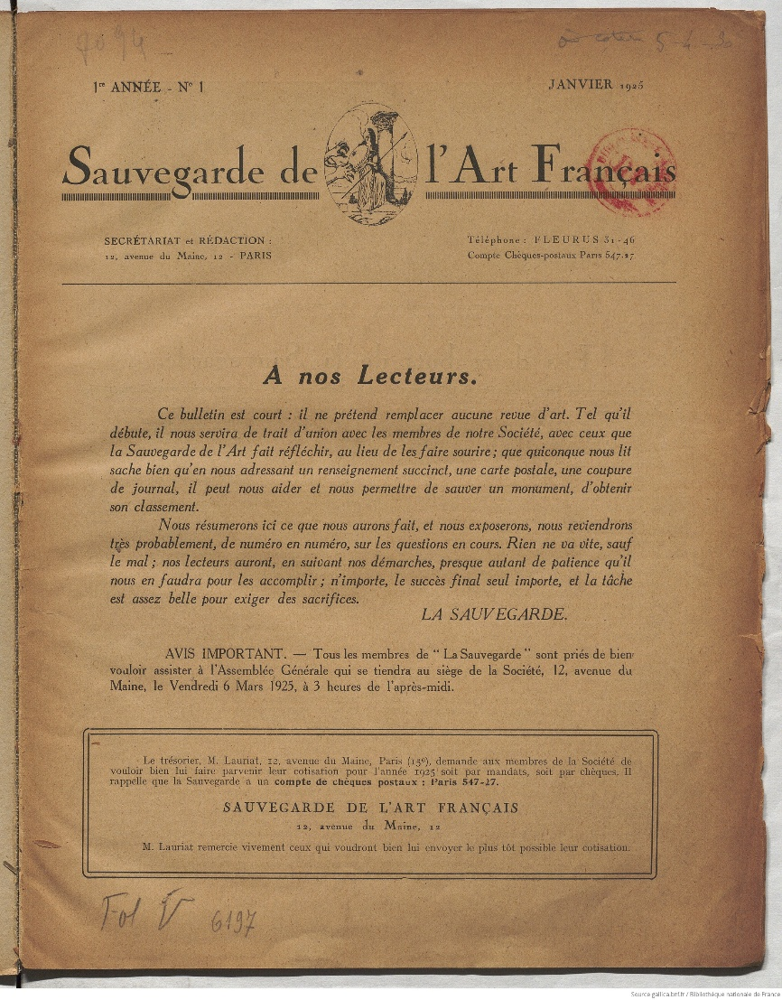 7094
5-4-30
1re ANNÉE - N° 1
JANVIER 1925
Sauvegarde de l'Art Français
SECRÉTARIAT et RÉDACTION :
12, avenue du Maine, 12 - PARIS
Téléphone : FLEURUS 31-46
Compte Chèques-postaux Paris 547.27
A nos Lecteurs.
Ce bulletin est court : il ne prétend remplacer aucune revue d'art. Tel qu'il
débute, il nous servira de trait d'union avec les membres de notre Société, avec ceux que
la Sauvegarde de l'Art fait réfléchir, au lieu de les faire sourire ; que quiconque nous lit
sache bien qu'en nous adressant un renseignement succinct, une carte postale, une coupure
de journal, il peut nous aider et nous permettre de sauver un monument, d'obtenir
son classement.
Nous résumerons ici ce que nous aurons fait, et nous exposerons, nous reviendrons
très probablement, de numéro en numéro, sur les questions en cours. Rien ne va vite, sauf
le mal ; nos lecteurs auront, en suivant nos démarches, presque autant de patience qu'il
nous en faudra pour les accomplir ; n'importe, le succès final seul importe, et la tâche
est assez belle pour exiger des sacrifices.
LA SAUVEGARDE.
AVIS IMPORTANT. — Tous les membres de “ La Sauvegarde ” sont priés de bien
vouloir assister à l'Assemblée Générale qui se tiendra au siège de la Société, 12, avenue du
Maine, le Vendredi 6 Mars 1925, à 3 heures de l'après-midi.
Le trésorier, M. Lauriat, 12, avenue du Maine, Paris (15e), demande aux membres de la Société de
vouloir bien lui faire parvenir leur cotisation pour l'année 1925 soit par mandats, soit par chèques. Il
rappelle que la Sauvegarde a un compte de chèques postaux : Paris 547-27.
SAUVEGARDE DE L'ART FRANÇAIS
12, avenue du Maine, 12
M. Lauriat remercie vivement ceux qui voudront bien lui envoyer le plus tôt possible leur cotisation.
Fol V 6197
Source gallica.bnf.fr / Bibliothèque nationale de France